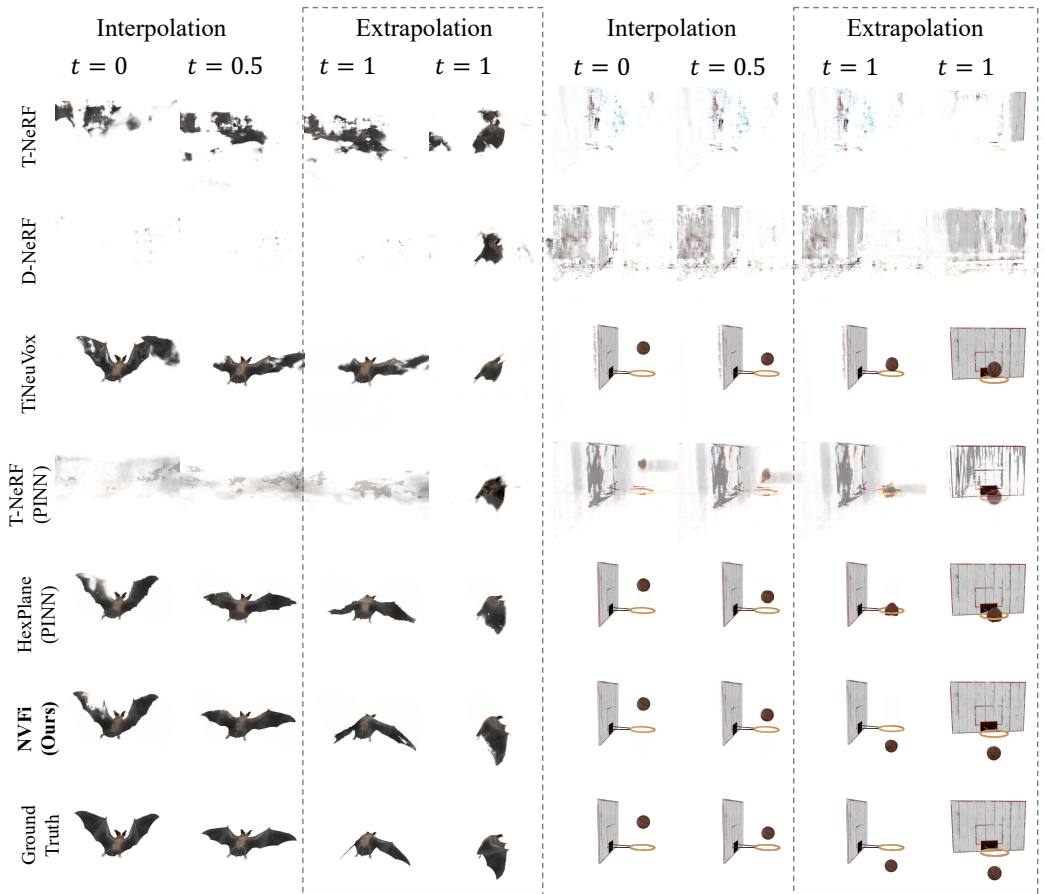 Interpolation Extrapolation Interpolation Extrapolation
t = 0 t = 0.5 t = 1 t = 1 t = 0 t = 0.5 t = 1 t = 1
T-NeRF
D-NeRF
TiNeuVox
T-NeRF
(PINN)
HexPlane
(PINN)
NVFi
(Ours)
Ground
Truth